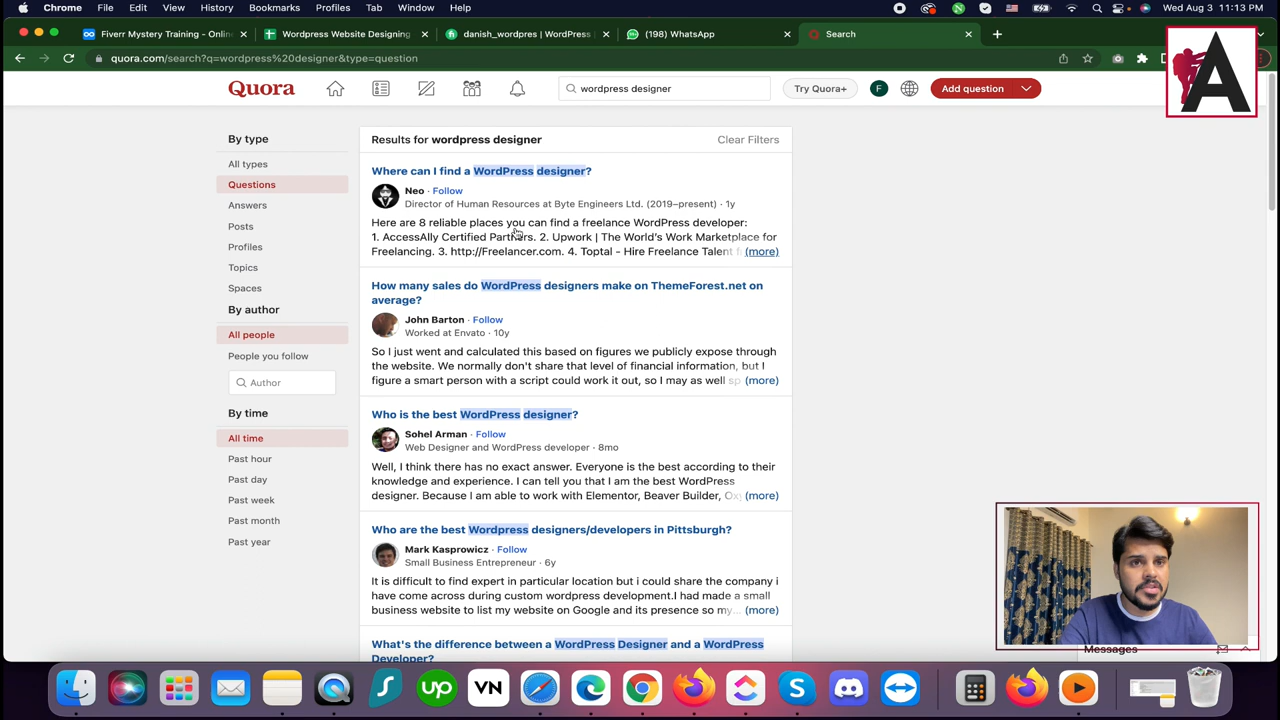 Chrome File Edit View History Bookmarks Profiles Tab Window Help Wed Aug 3 11:13 PM
Fiverr Mystery Training - Onlin
WordPress Website Designing
danish_wordpres | WordPress
(198) WhatsApp
Search
quora.com/search?q=wordpress%20designer&type=question
Quora
wordpress designer
Try Quora+
F
Add question
A
By type
All types
Questions
Answers
Posts
Profiles
Topics
Spaces
By author
All people
People you follow
Author
By time
All time
Past hour
Past day
Past week
Past month
Past year
Results for wordpress designer Clear Filters
Where can I find a WordPress designer?
Neo · Follow
Director of Human Resources at Byte Engineers Ltd. (2019–present) · 1y
Here are 8 reliable places you can find a freelance WordPress developer:
1. AccessAlly Certified Partners. 2. Upwork | The World's Work Marketplace for
Freelancing. 3. http://Freelancer.com. 4. Toptal - Hire Freelance Talent f (more)
How many sales do WordPress designers make on ThemeForest.net on
average?
John Barton · Follow
Worked at Envato · 10y
So I just went and calculated this based on figures we publicly expose through
the website. We normally don't share that level of financial information, but I
figure a smart person with a script could work it out, so I may as well sp (more)
Who is the best WordPress designer?
Sohel Arman · Follow
Web Designer and WordPress developer · 8mo
Well, I think there has no exact answer. Everyone is the best according to their
knowledge and experience. I can tell you that I am the best WordPress
designer. Because I am able to work with Elementor, Beaver Builder, Ox (more)
Who are the best Wordpress designers/developers in Pittsburgh?
Mark Kasprowicz · Follow
Small Business Entrepreneur · 6y
It is difficult to find expert in particular location but i could share the company i
have come across during custom wordpress development.I had made a small
business website to list my website on Google and its presence so my... (more)
What's the difference between a WordPress Designer and a WordPress
Developer?
Messages
up
VN